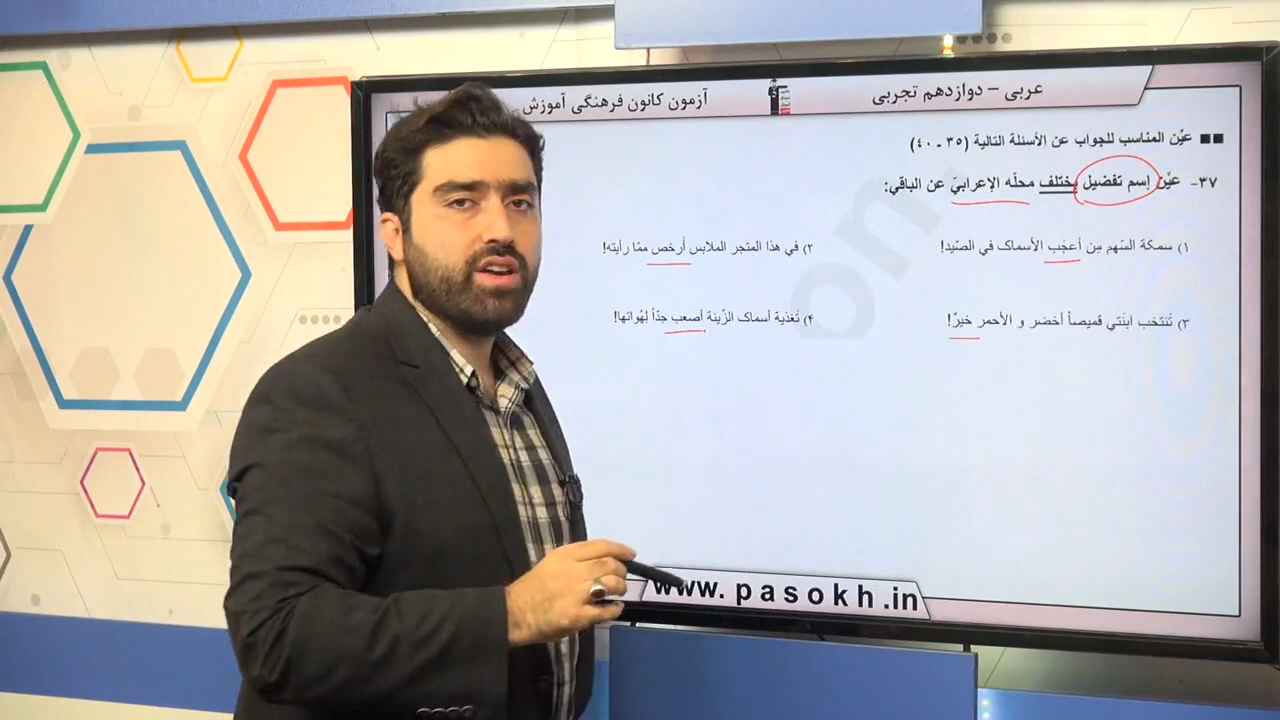 عربی - دوازدهم تجربی
آزمون کانون فرهنگی آموزش
■■ عيّن المناسب للجواب عن الأسئلة التالية (۳۵ - ۴۰)
۳۷- عيّن إسم تفضيل يختلف محلّه الإعرابيّ عن الباقي:
۱) سمكة السّهم مِن أعجَب الأسماك في الصّيد!
۲) في هذا المتجر الملابس أرخص ممّا رأيته!
۳) تَنتَخب ابنَتي قميصاً أخضر و الأحمر خيرٌ!
۴) تَغذية أسماك الزّينة أصعب جدّاً لِهُواتها!
www.pasokh.in